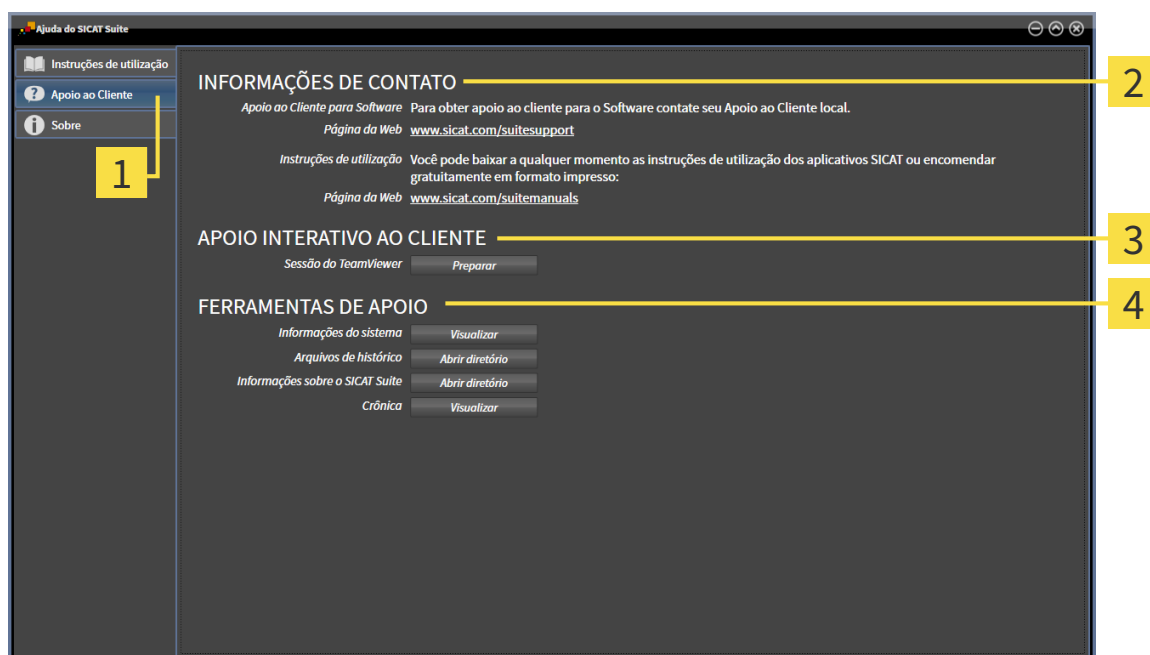 Ajuda do SICAT Suite
Instruções de utilização
Apoio ao Cliente
Sobre
1
INFORMAÇÕES DE CONTATO
2
Apoio ao Cliente para Software Para obter apoio ao cliente para o Software contate seu Apoio ao Cliente local.
Página da Web www.sicat.com/suitesupport
Instruções de utilização Você pode baixar a qualquer momento as instruções de utilização dos aplicativos SICAT ou encomendar
gratuitamente em formato impresso:
Página da Web www.sicat.com/suitemanuals
APOIO INTERATIVO AO CLIENTE
3
Sessão do TeamViewer Preparar
FERRAMENTAS DE APOIO
4
Informações do sistema Visualizar
Arquivos de histórico Abrir diretório
Informações sobre o SICAT Suite Abrir diretório
Crônica Visualizar